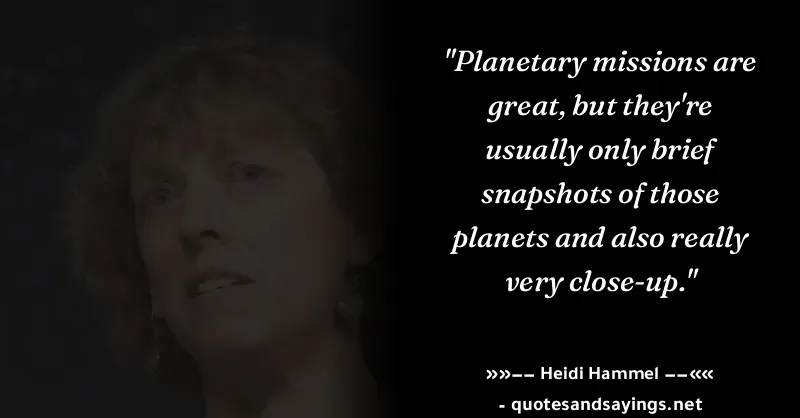 "Planetary missions are
great, but they're
usually only brief
snapshots of those
planets and also really
very close-up."
»»−− Heidi Hammel −−««
- quotesandsayings.net